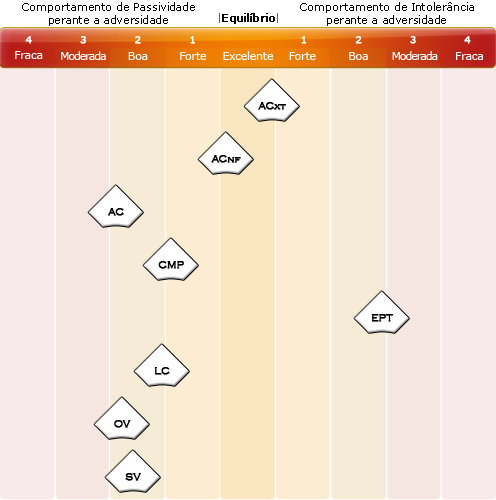 Comportamento de Passividade
perante a adversidade
|Equilíbrio|
Comportamento de Intolerância
perante a adversidade
4 3 2 1 1 2 3 4
Fraca Moderada Boa Forte Excelente Forte Boa Moderada Fraca
ACXT
ACNF
AC
CMP
EPT
LC
OV
SV